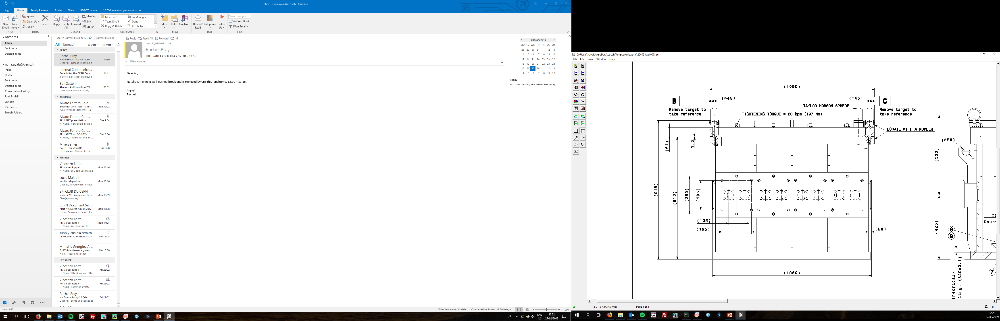 Inbox - nuria.ayala@cern.ch - Outlook
File Home Send / Receive Folder View PDF-XChange Tell me what you want to do...
New Email
New Items
Ignore
Clean Up
Junk
Delete
Reply
Reply All
Forward
Meeting
IM
More
Move to: ?
Team Email
Reply & Delete
To Manager
Done
Create New
Move
Rules
OneNote
Unread/ Read
Categorize
Follow Up
Search People
Address Book
Filter Email
New Delete Respond Quick Steps Move Tags Find
Favorites
Inbox
Sent Items
Deleted Items
nuria.ayala@cern.ch
Inbox
Drafts
Sent Items
Deleted Items
Conversation History
Junk E-Mail
Outbox
RSS Feeds
Search Folders
Search Current Mailbox (... Current Mailbox
All Unread By Date Newest
Today
Rachel Bray
HIIT with Cris TODAY 12.30 -... 11:59
Dear All, Natalia is having a
Internal Communicat...
Bulletin for the CERN Com... 11:11
If the e-mail is not displayed
Edh System
Absence Authorisation 766... 08:31
Dear Nuria AYALA CINTAS,
Yesterday
Alvaro Ferrero Colo...
Emailing: time_filter_10, filt... Tue 12:02
Aquí te van los ficheros. La
Alvaro Ferrero Colo...
RE: ABTET presentation Tue 9:34
Hi Nuria, Very good. Maybe
Alvaro Ferrero Colo...
RE: nABTEF on 5/3/2019 Tue 8:54
Hi Mike, Thanks for the info.
Mike Barnes
nABTEF on 5/3/2019 Tue 8:28
Hi Nuria and Alvaro, Just a
Monday
Vincenzo Forte
RE: Values Ripple Mon 16:16
Hi Nuria, You can use matlab
Lucie Mainoli
Vasilis's departure Mon 16:16
Dear all, If you wish to leave
SKI CLUB DU CERN
Samedi 2/3 : Avoriaz ou Les ... Mon 15:59
Cher(e) membre,
CERN Document Ser...
Alert ATS Notes run on 201... Mon 15:28
Hello: Below are the results
Vincenzo Forte
RE: Values Ripple Mon 14:28
Hi Nuria, You can find the
supply-chain@cern.ch !
CERN SMB-SC DISTRIBUTION Mon 9:05
Miroslav Georgiev At...
B. 865 Maintenance green ... Mon 8:00
Hello, Please note that
Last Week
Vincenzo Forte
RE: Values Ripple Fri 22/02
Hi Nuria, I think we recently
Vincenzo Forte
Re: Values Ripple Fri 22/02
Hi Nuria, Sorry for my late
Rachel Bray
No Zumba today 22 Feb Fri 22/02
Dear All, bonjour à toutes et
Items: 863
Reply Reply All Forward IM
Wed 27/02/2019 11:59
Rachel Bray
HIIT with Cris TODAY 12.30 - 13.15
To Fitness Club
Dear All,
Natalia is having a well-earned break and is replaced by Cris this lunchtime, 12.30 – 13.15,
Enjoy!
Rachel
February 2019
MO TU WE TH FR SA SU
28 29 30 31 1 2 3
4 5 6 7 8 9 10
11 12 13 14 15 16 17
18 19 20 21 22 23 24
25 26 27 28 1 2 3
4 5 6 7 8 9 10
Today
You have nothing else scheduled today.
All folders are up to date. Connected to: Microsoft Exchange 100%
ENG US 12:22 27/02/2019
C:\Users\nayala\AppData\Local\Temp\previewdraft20402_kvtk0078.plt
File Edit View Window Help
(1090)
B
(Ø45)
(Ø45)
C
Remove target to
take reference
TAYLOR HOBSON SPHERE
Remove target to
take reference
TIGHTENING TORQUE = 20 kpm (197 Nm)
LOCATE WITH A NUMBER
(61)
1.5
(Ø50)
(530)
(918)
(810)
(250)
(195)
(105)
(195)
(20)
(425)
8
9
7
Coun
(1050)
ling. (320±0.1)
139.275, 535.150 mm Page 1 of 1 0
12:22
27/02/2019